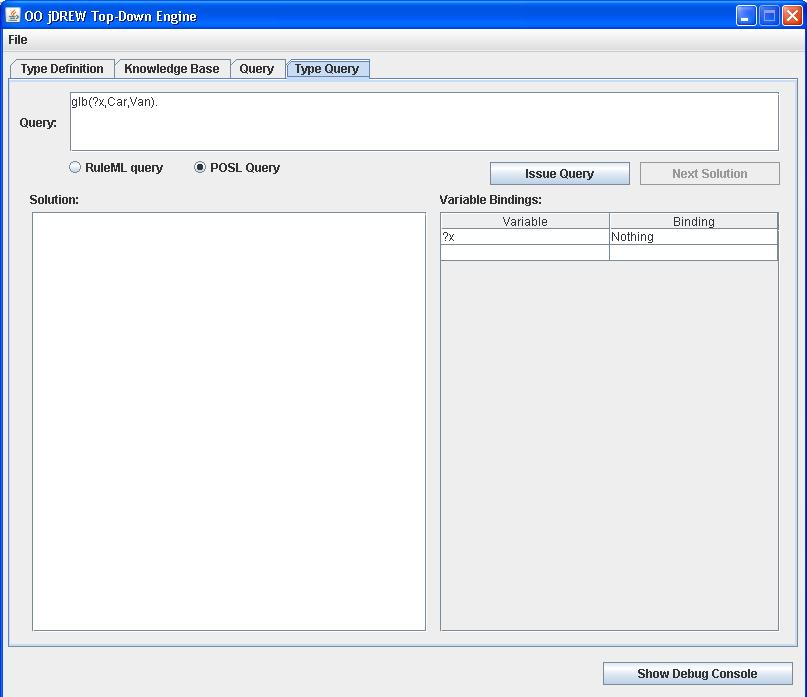 OO jDREW Top-Down Engine
File
Type Definition Knowledge Base Query Type Query
glb(?x,Car,Van).
Query:
RuleML query POSL Query
Issue Query Next Solution
Solution: Variable Bindings:
Variable Binding
?x Nothing
Show Debug Console